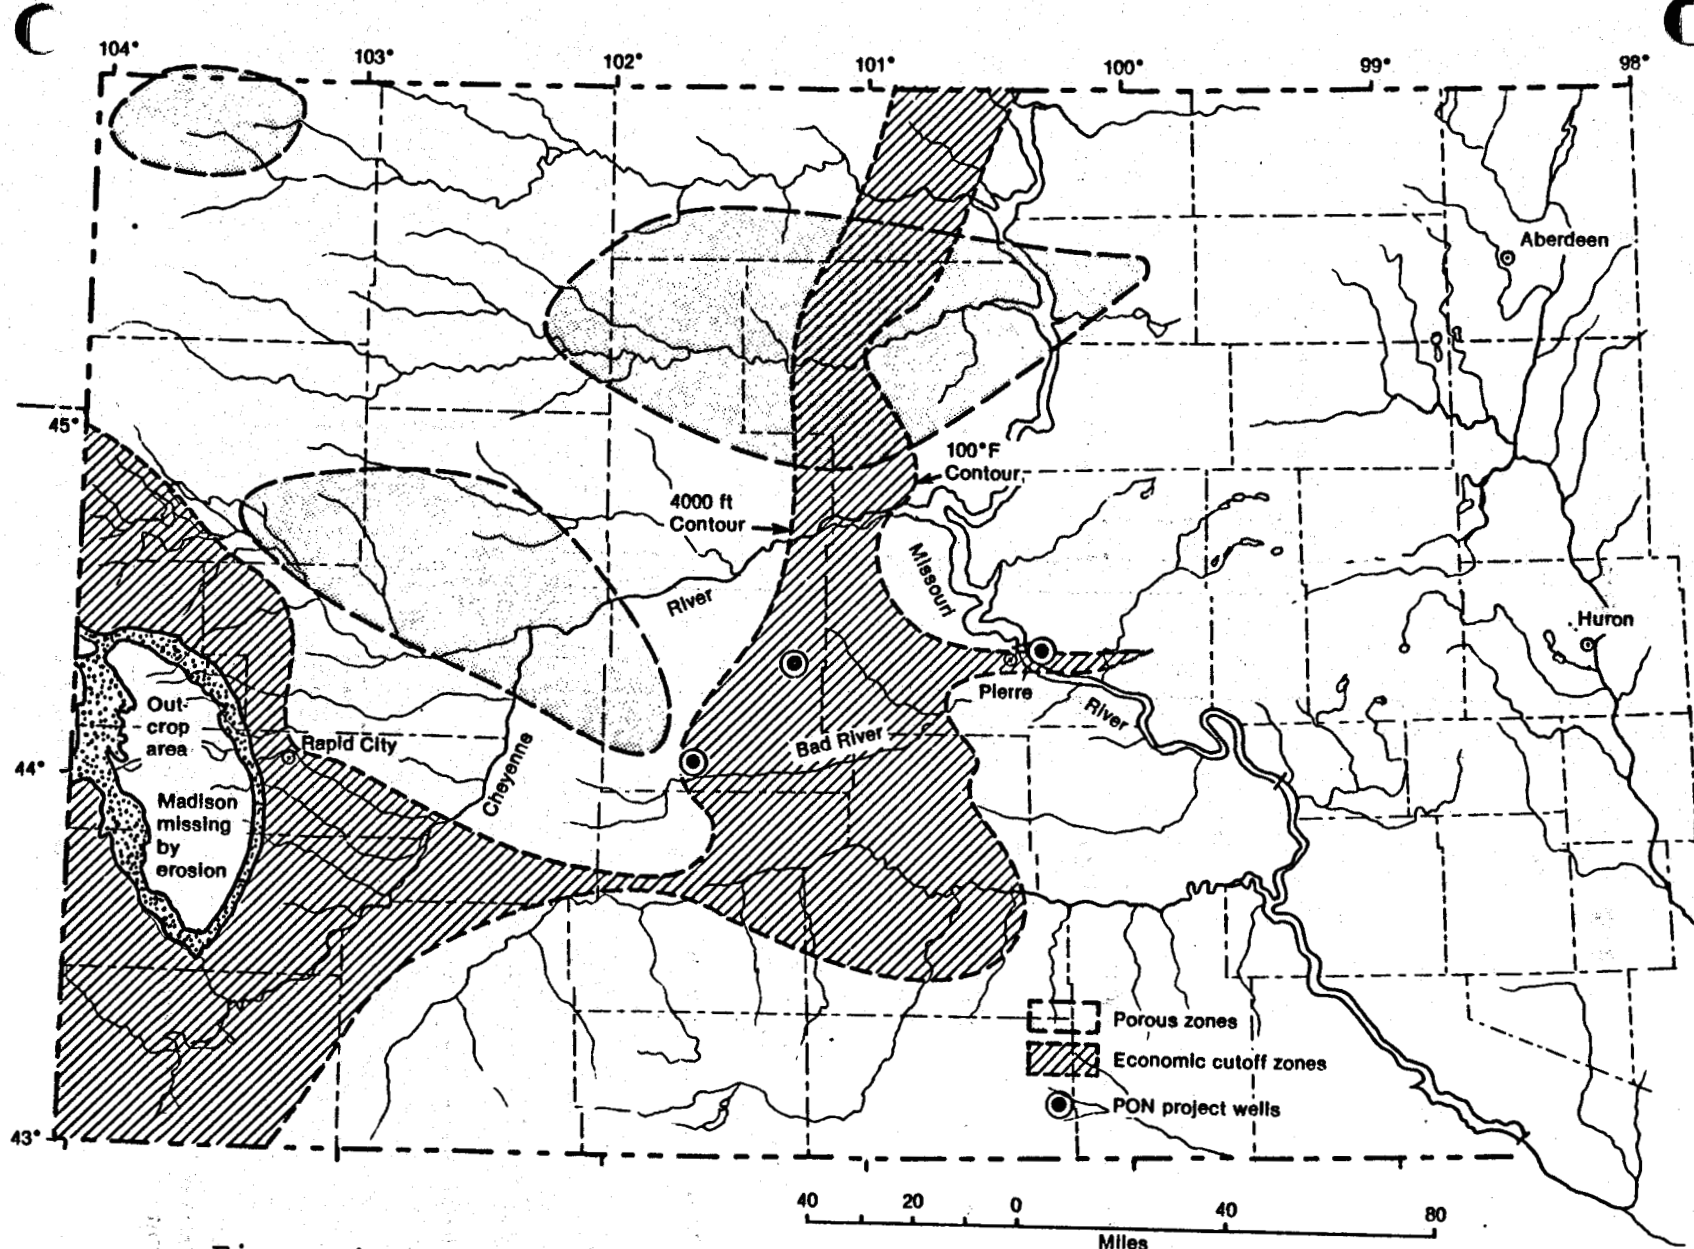 104°
103°
102°
101°
100°
99°
98°
Aberdeen
45°
100°F
Contour
4000 ft
Contour
Missouri
River
Huron
Pierre
River
Out-
crop
area
Rapid City
Bad River
Cheyenne
44°
Madison
missing
by
erosion
Porous zones
Economic cutoff zones
PON project wells
43°
40 20 0 40 80
Miles